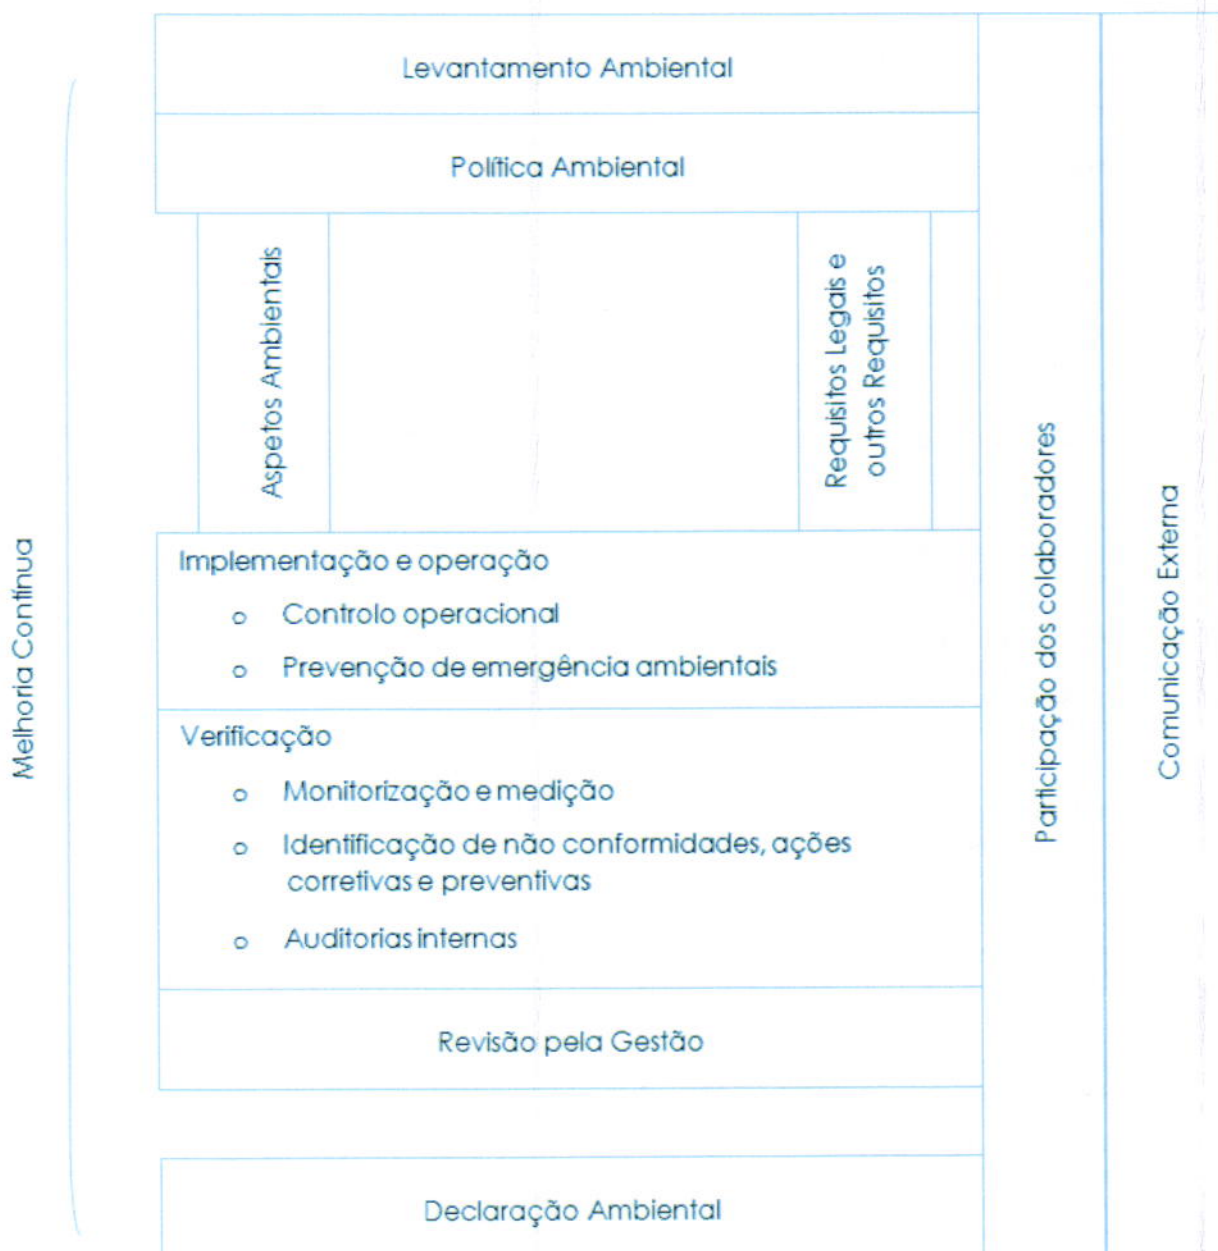 Levantamento Ambiental
Política Ambiental
Aspetos Ambientais
Requisitos Legais e
outros Requisitos
Implementação e operação
o Controlo operacional
o Prevenção de emergência ambientais
Verificação
o Monitorização e medição
o Identificação de não conformidades, ações
corretivas e preventivas
o Auditorias internas
Revisão pela Gestão
Declaração Ambiental
Melhoria Contínua
Participação dos colaboradores
Comunicação Externa